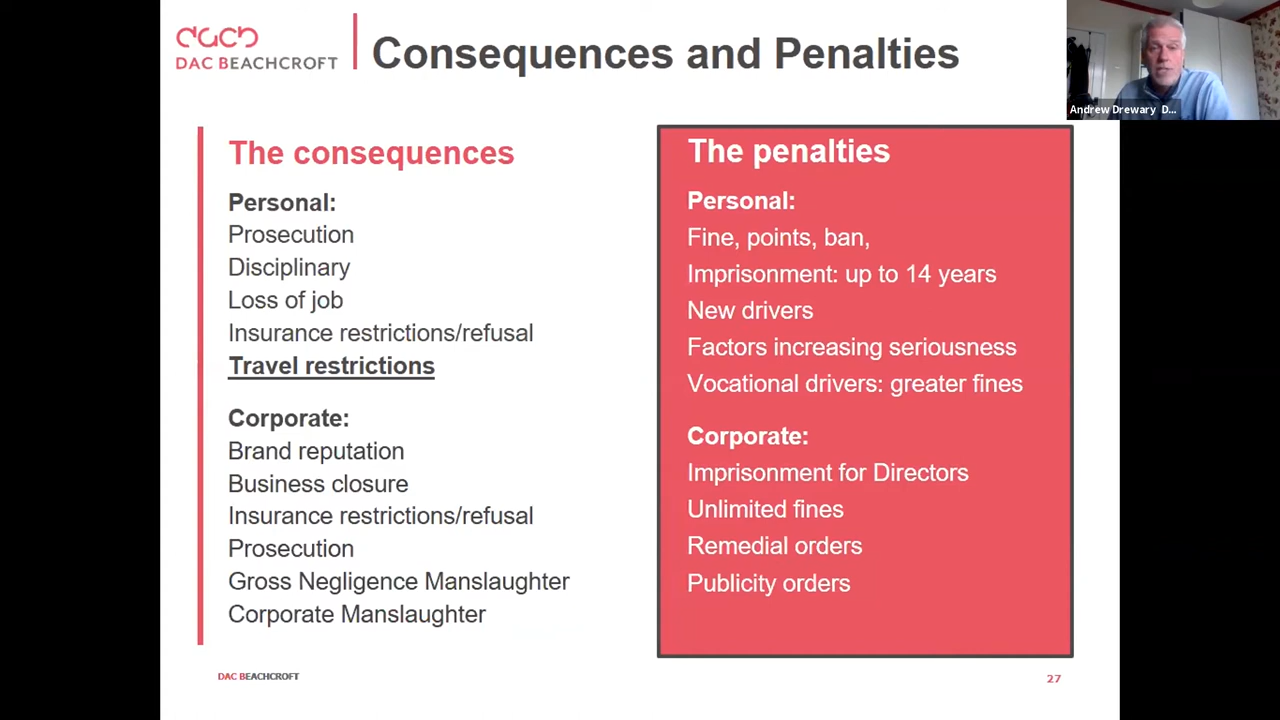 DAC BEACHCROFT
Consequences and Penalties
Andrew Drewary D...
The consequences
Personal:
Prosecution
Disciplinary
Loss of job
Insurance restrictions/refusal
Travel restrictions
Corporate:
Brand reputation
Business closure
Insurance restrictions/refusal
Prosecution
Gross Negligence Manslaughter
Corporate Manslaughter
The penalties
Personal:
Fine, points, ban,
Imprisonment: up to 14 years
New drivers
Factors increasing seriousness
Vocational drivers: greater fines
Corporate:
Imprisonment for Directors
Unlimited fines
Remedial orders
Publicity orders
DAC BEACHCROFT
27